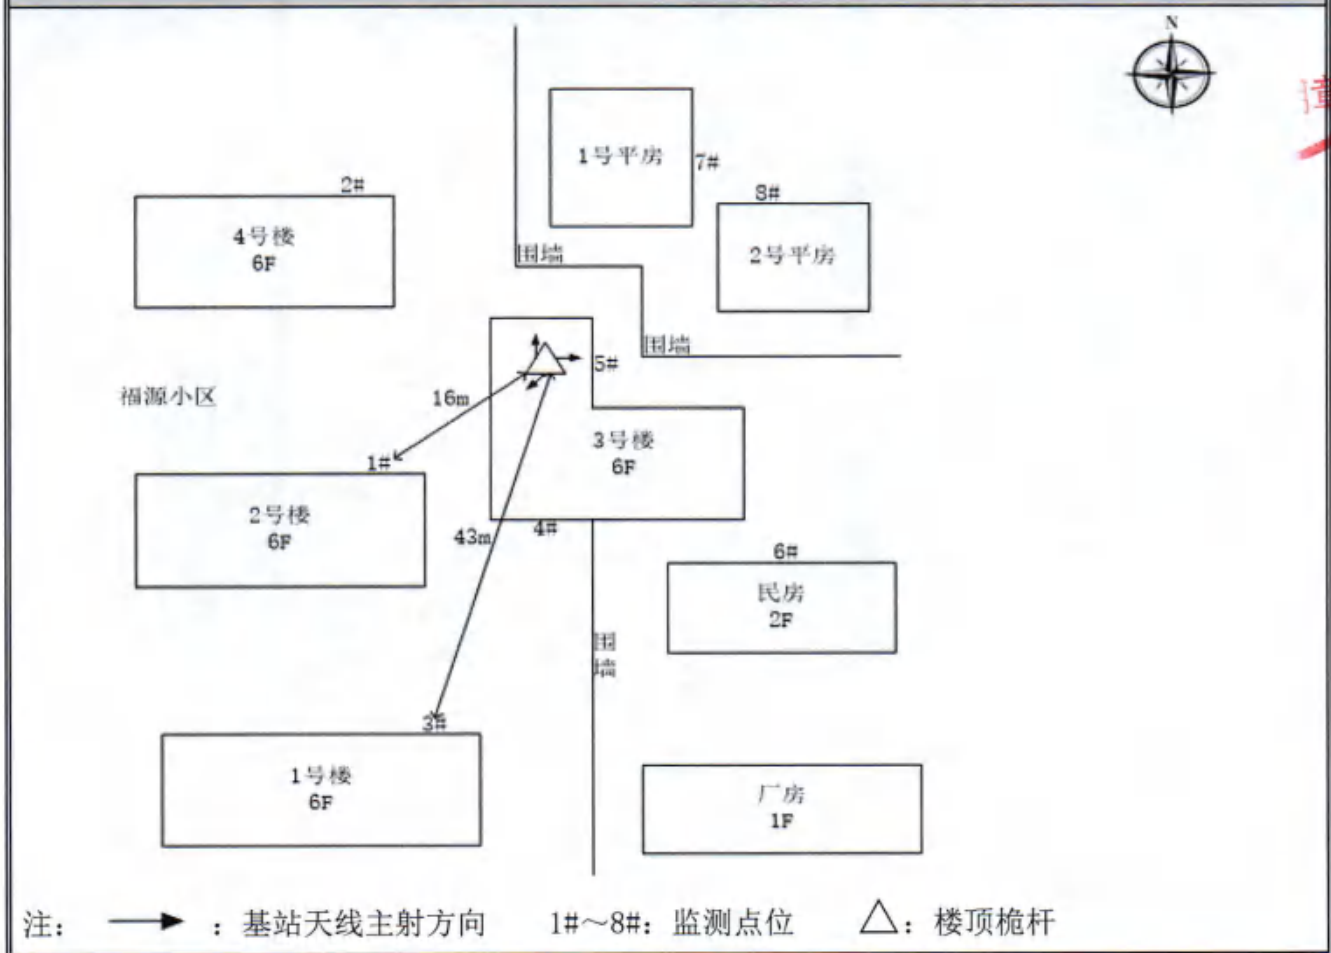 N
1号平房
7#
2#
8#
4号楼
6F
2号平房
围墙
围墙
5#
福源小区
16m
3号楼
6F
1#
2号楼
6F
43m
4#
6#
民房
2F
围
墙
3#
1号楼
6F
厂房
1F
注: : 基站天线主射方向 1#~8#: 监测点位 : 楼顶桅杆